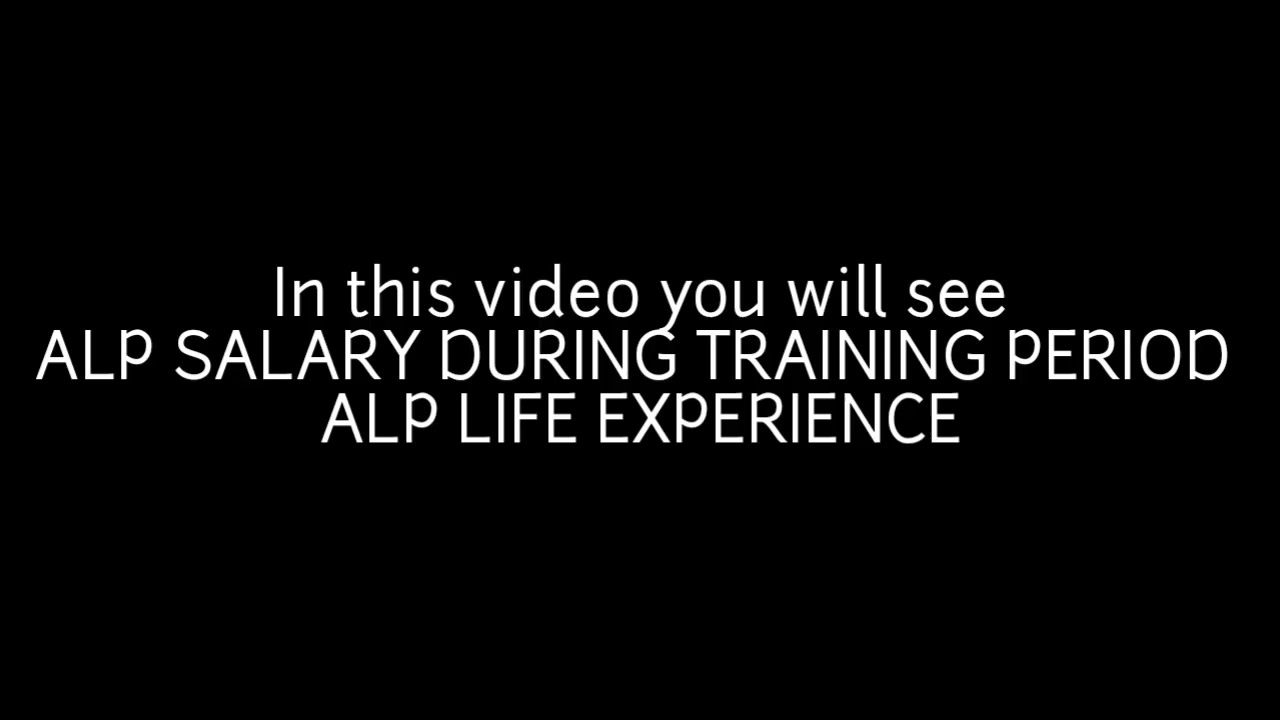 In this video you will see
ALP SALARY DURING TRAINING PERIOD
ALP LIFE EXPERIENCE